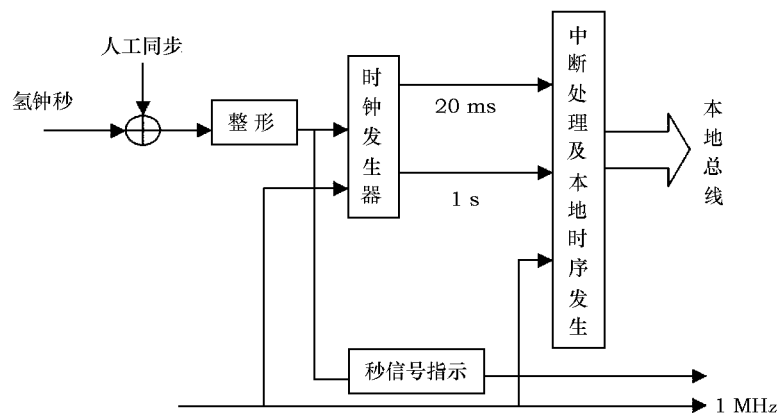 人工同步
氢钟秒
整形
时钟发生器
20 ms
1 s
中断处理及本地时序发生
本地总线
秒信号指示
1 MHz